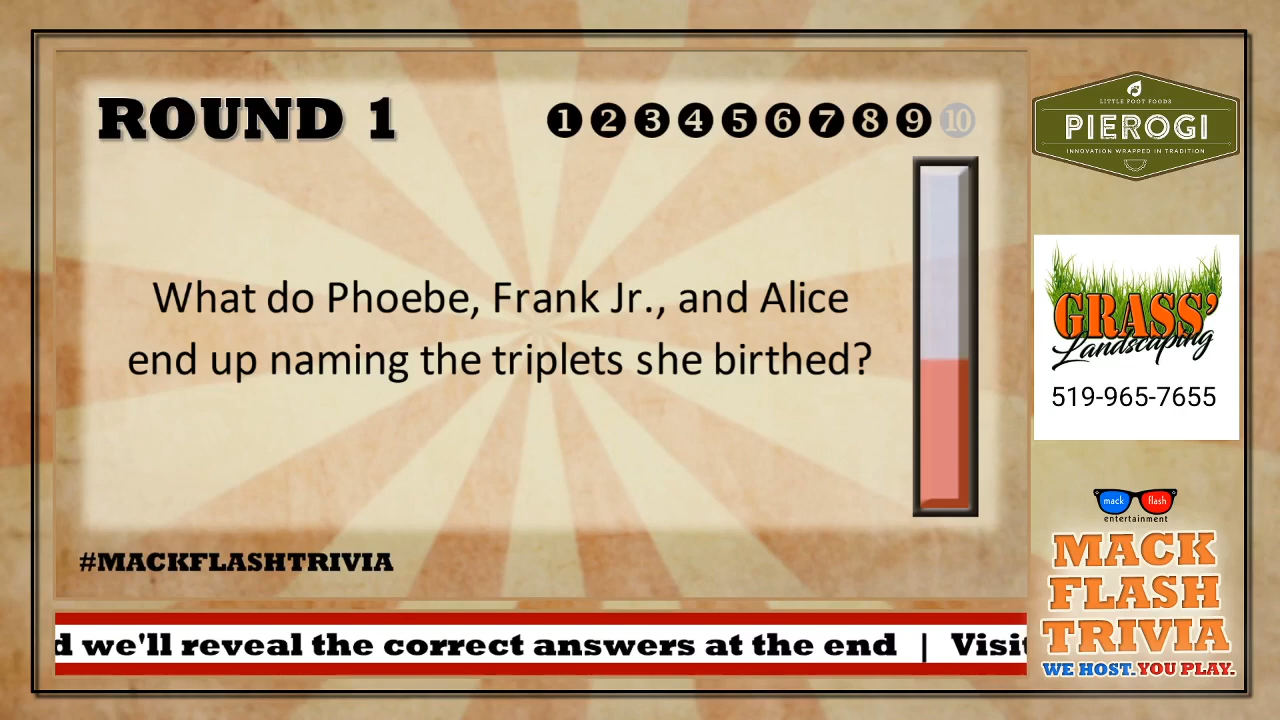 ROUND 1
1 2 3 4 5 6 7 8 9 10
What do Phoebe, Frank Jr., and Alice
end up naming the triplets she birthed?
#MACKFLASHTRIVIA
d we'll reveal the correct answers at the end | Visit
LITTLE FOOT FOODS
PIEROGI
INNOVATION WRAPPED IN TRADITION
GRASS'
Landscaping
519-965-7655
mack flash
entertainment
MACK
FLASH
TRIVIA
WE HOST. YOU PLAY.